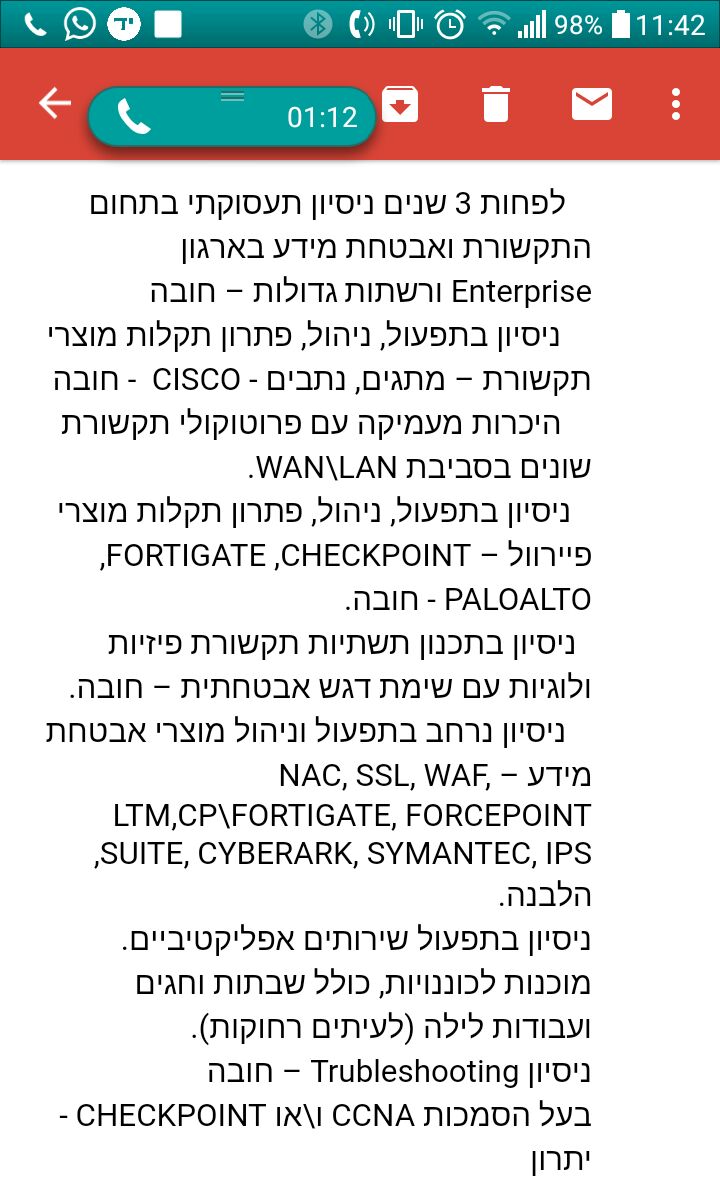 98% 11:42
01:12
לפחות 3 שנים ניסיון תעסוקתי בתחום
התקשורת ואבטחת מידע בארגון
Enterprise ורשתות גדולות – חובה
ניסיון בתפעול, ניהול, פתרון תקלות מוצרי
תקשורת – מתגים, נתבים - CISCO - חובה
היכרות מעמיקה עם פרוטוקולי תקשורת
שונים בסביבת WAN\LAN.
ניסיון בתפעול, ניהול, פתרון תקלות מוצרי
פיירוול – FORTIGATE ,CHECKPOINT,
PALOALTO - חובה.
ניסיון בתכנון תשתיות תקשורת פיזיות
ולוגיות עם שימת דגש אבטחתית – חובה.
ניסיון נרחב בתפעול וניהול מוצרי אבטחת
מידע – NAC, SSL, WAF,
LTM,CP\FORTIGATE, FORCEPOINT
SUITE, CYBERARK, SYMANTEC, IPS,
הלבנה.
ניסיון בתפעול שירותים אפליקטיביים.
מוכנות לכוננויות, כולל שבתות וחגים
ועבודות לילה (לעיתים רחוקות).
ניסיון Trubleshooting – חובה
בעל הסמכות CCNA ו\או CHECKPOINT -
יתרון